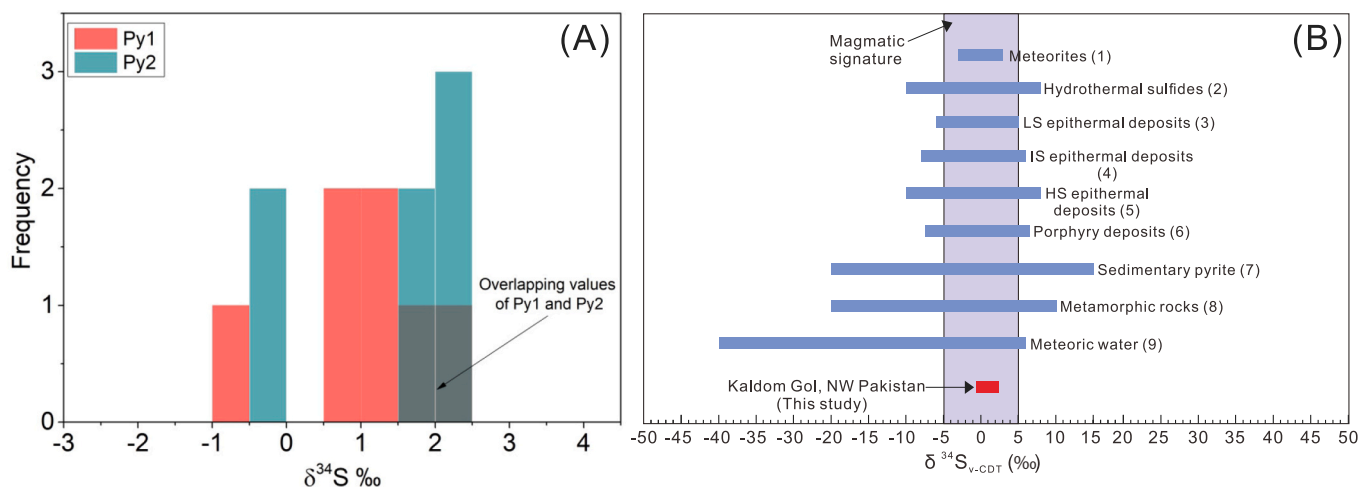 (A)
Py1
Py2
3
2
1
0
Frequency
Overlapping values
of Py1 and Py2
-3 -2 -1 0 1 2 3 4
δ³⁴S ‰
(B)
Magmatic
signature
Meteorites (1)
Hydrothermal sulfides (2)
LS epithermal deposits (3)
IS epithermal deposits
(4)
HS epithermal
deposits (5)
Porphyry deposits (6)
Sedimentary pyrite (7)
Metamorphic rocks (8)
Meteoric water (9)
Kaldom Gol, NW Pakistan
(This study)
-50 -45 -35 -30 -25 -20 -15 -10 -5 0 5 10 15 20 25 30 35 40 45 50
δ ³⁴Sᵥ₋CDT (‰)